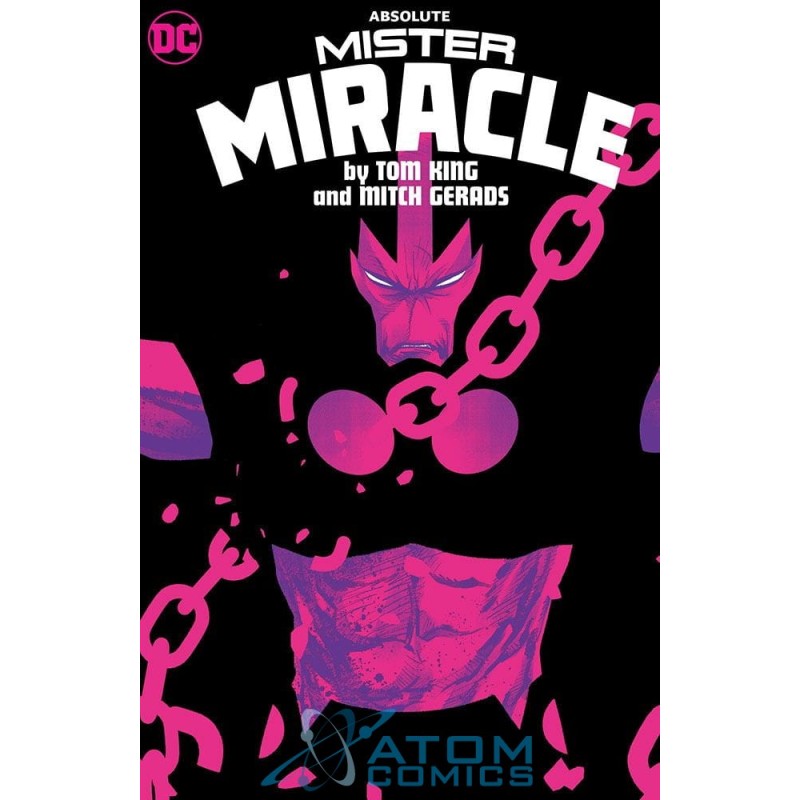 DC
ABSOLUTE
MISTER
MIRACLE
by TOM KING
and MITCH GERADS
ATOM
COMICS